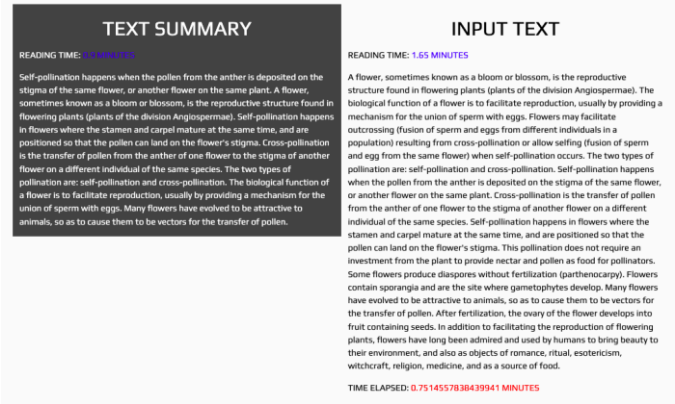 TEXT SUMMARY
READING TIME: 0.9 MINUTES
Self-pollination happens when the pollen from the anther is deposited on the
stigma of the same flower, or another flower on the same plant. A flower,
sometimes known as a bloom or blossom, is the reproductive structure found in
flowering plants (plants of the division Angiospermae). Self-pollination happens
in flowers where the stamen and carpel mature at the same time, and are
positioned so that the pollen can land on the flower's stigma. Cross-pollination
is the transfer of pollen from the anther of one flower to the stigma of another
flower on a different individual of the same species. The two types of
pollination are: self-pollination and cross-pollination. The biological function of
a flower is to facilitate reproduction, usually by providing a mechanism for the
union of sperm with eggs. Many flowers have evolved to be attractive to
animals, so as to cause them to be vectors for the transfer of pollen.
INPUT TEXT
READING TIME: 1.65 MINUTES
A flower, sometimes known as a bloom or blossom, is the reproductive
structure found in flowering plants (plants of the division Angiospermae). The
biological function of a flower is to facilitate reproduction, usually by providing a
mechanism for the union of sperm with eggs. Flowers may facilitate
outcrossing (fusion of sperm and eggs from different individuals in a
population) resulting from cross-pollination or allow selfing (fusion of sperm
and egg from the same flower) when self-pollination occurs. The two types of
pollination are: self-pollination and cross-pollination. Self-pollination happens
when the pollen from the anther is deposited on the stigma of the same flower,
or another flower on the same plant. Cross-pollination is the transfer of pollen
from the anther of one flower to the stigma of another flower on a different
individual of the same species. Self-pollination happens in flowers where the
stamen and carpel mature at the same time, and are positioned so that the
pollen can land on the flower's stigma. This pollination does not require an
investment from the plant to provide nectar and pollen as food for pollinators.
Some flowers produce diaspores without fertilization (parthenocarpy). Flowers
contain sporangia and are the site where gametophytes develop. Many flowers
have evolved to be attractive to animals, so as to cause them to be vectors for
the transfer of pollen. After fertilization, the ovary of the flower develops into
fruit containing seeds. In addition to facilitating the reproduction of flowering
plants, flowers have long been admired and used by humans to bring beauty to
their environment, and also as objects of romance, ritual, esotericism,
witchcraft, religion, medicine, and as a source of food.
TIME ELAPSED: 0.7514557838439941 MINUTES